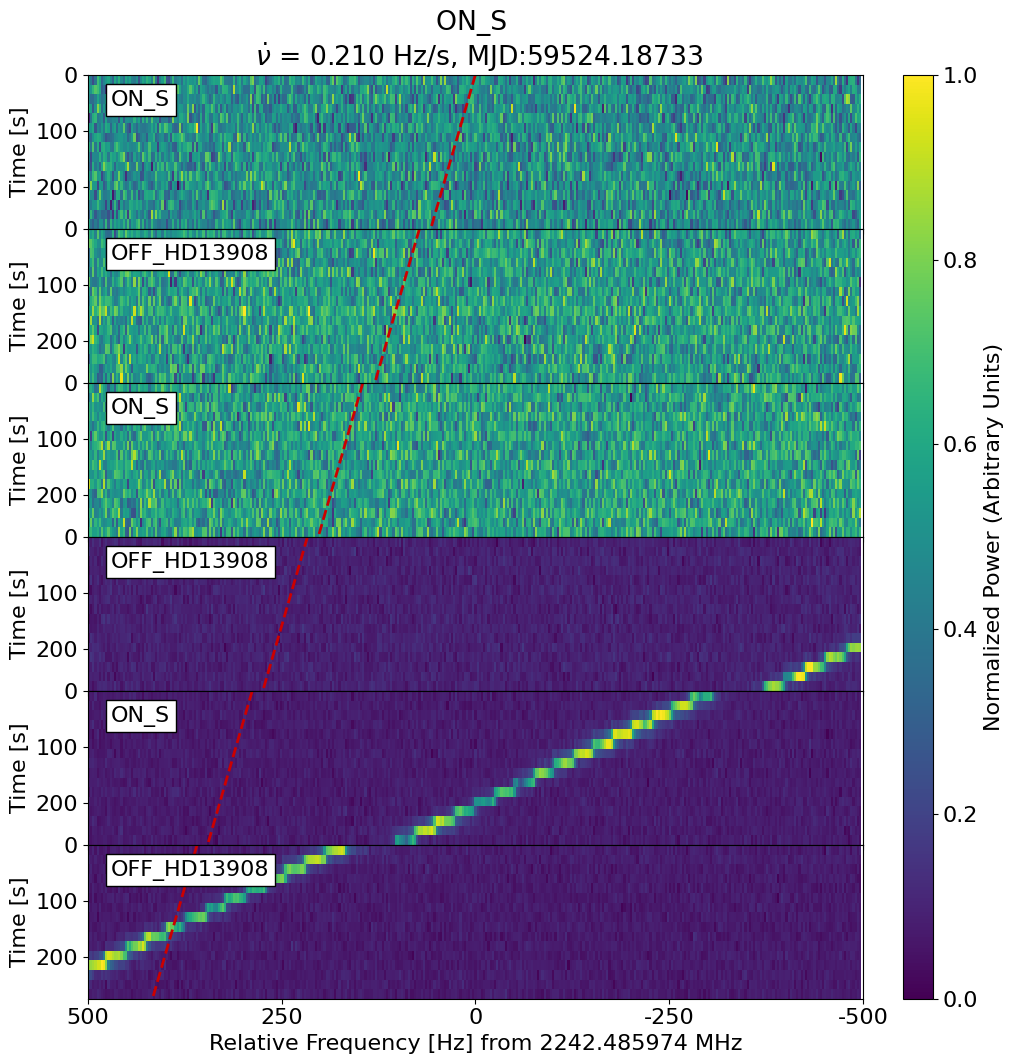 ON_S
ν̇ = 0.210 Hz/s, MJD:59524.18733
0
ON_S
100
Time [s]
200
0
OFF_HD13908
100
Time [s]
200
0
ON_S
100
Time [s]
200
0
OFF_HD13908
100
Time [s]
200
0
ON_S
100
Time [s]
200
0
OFF_HD13908
100
Time [s]
200
500
250
0
-250
-500
Relative Frequency [Hz] from 2242.485974 MHz
1.0
0.8
0.6
0.4
0.2
0.0
Normalized Power (Arbitrary Units)